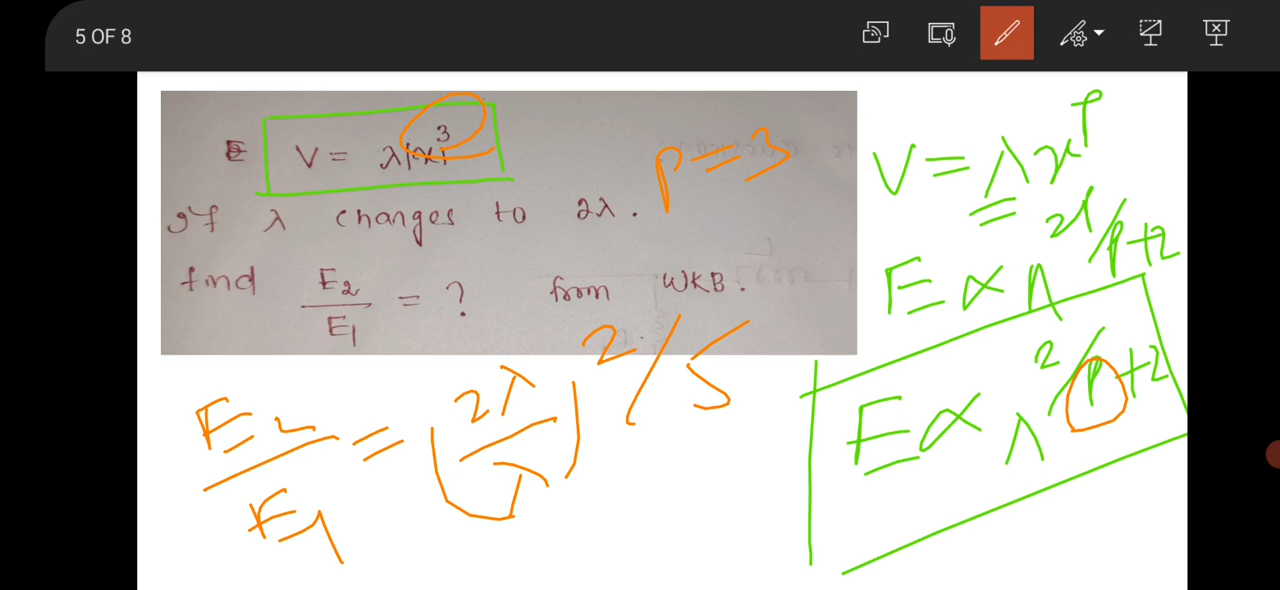 5 OF 8
V = λ|x|³
If λ changes to 2λ.
find E₂/E₁ = ? from WKB.
p = 3
V = λx^p
E ∝ n^2p/p+2
E ∝ λ^2/p+2
E₂/E₁ = (2λ/λ)^2/5